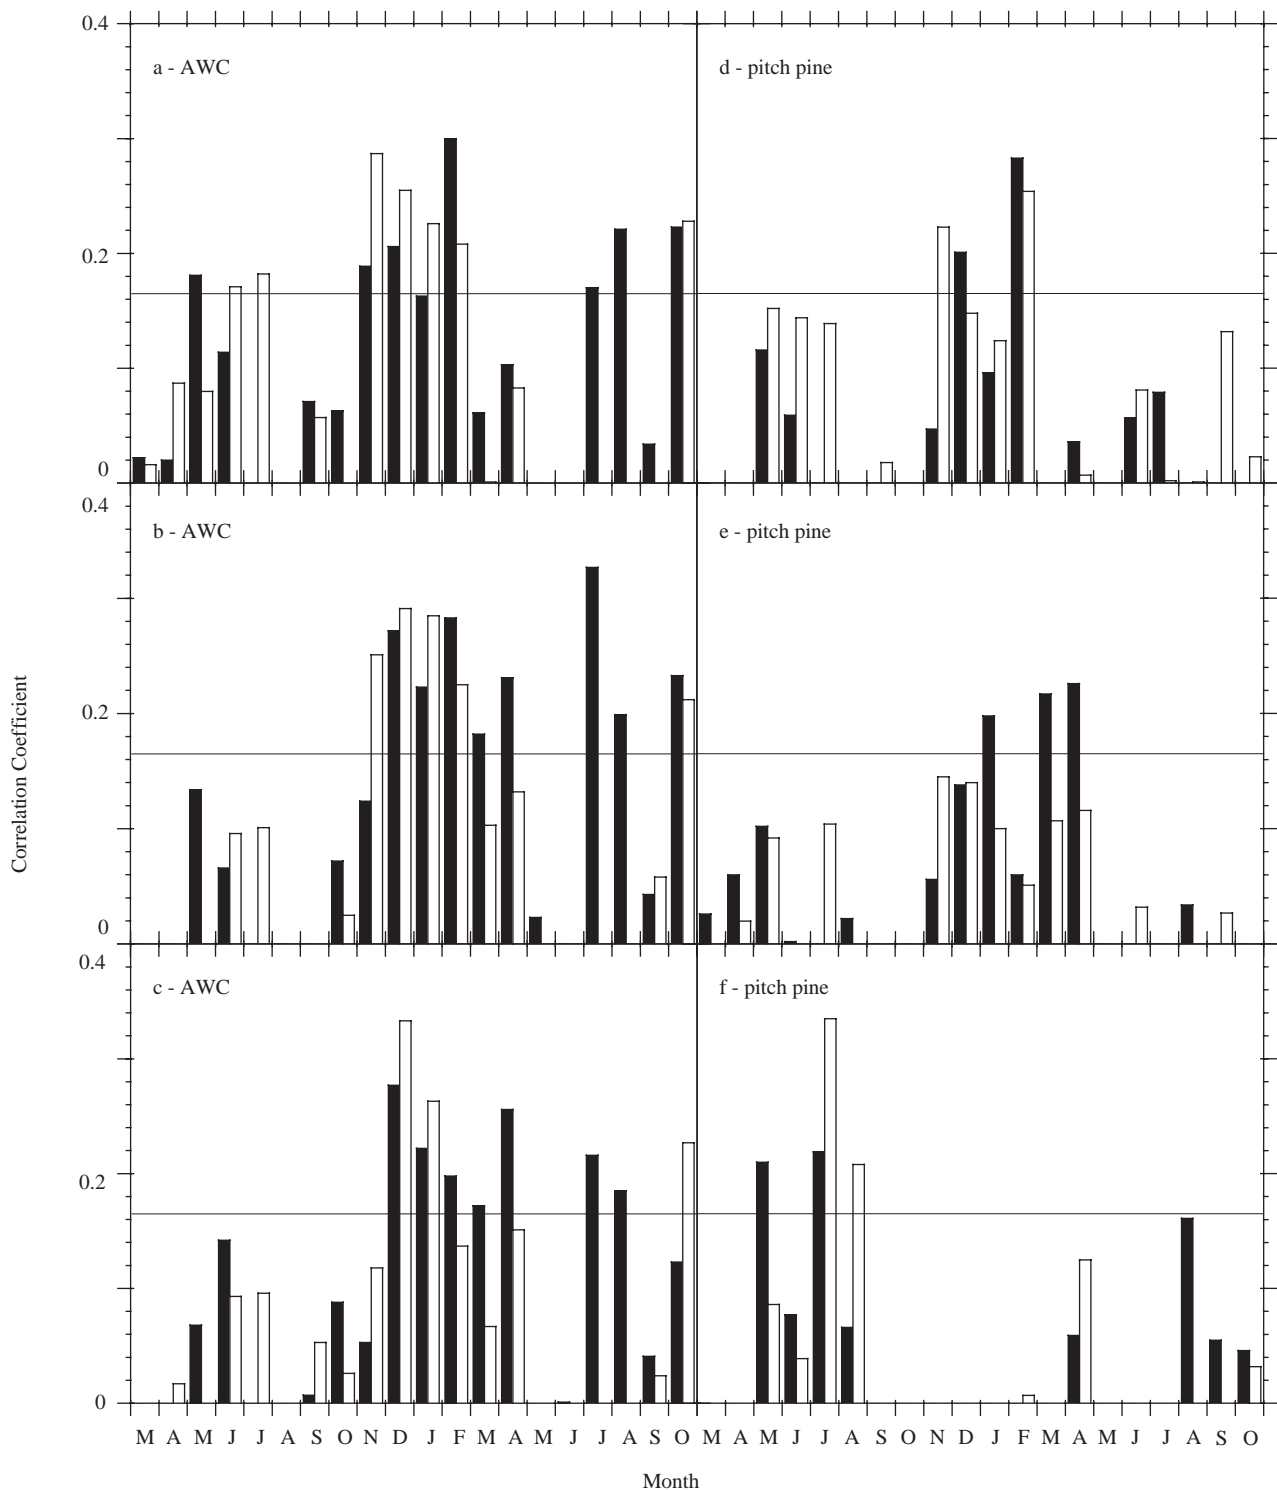 0.4
a - AWC
d - pitch pine
0.2
0
0.4
b - AWC
e - pitch pine
0.2
0
0.4
c - AWC
f - pitch pine
0.2
0
Correlation Coefficient
M A M J J A S O N D J F M A M J J A S O M A M J J A S O N D J F M A M J J A S O
Month